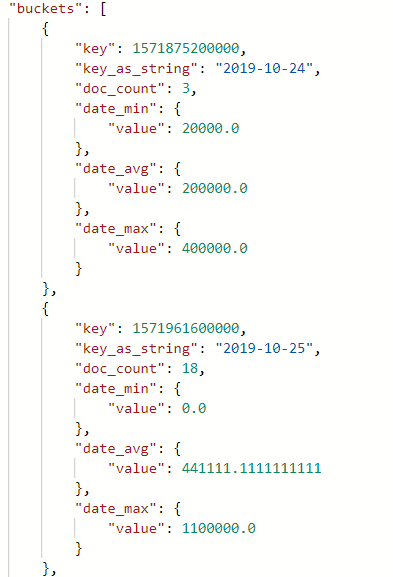 "buckets": [
{
"key": 1571875200000,
"key_as_string": "2019-10-24",
"doc_count": 3,
"date_min": {
"value": 20000.0
},
"date_avg": {
"value": 200000.0
},
"date_max": {
"value": 400000.0
}
},
{
"key": 1571961600000,
"key_as_string": "2019-10-25",
"doc_count": 18,
"date_min": {
"value": 0.0
},
"date_avg": {
"value": 441111.1111111111
},
"date_max": {
"value": 1100000.0
}
},